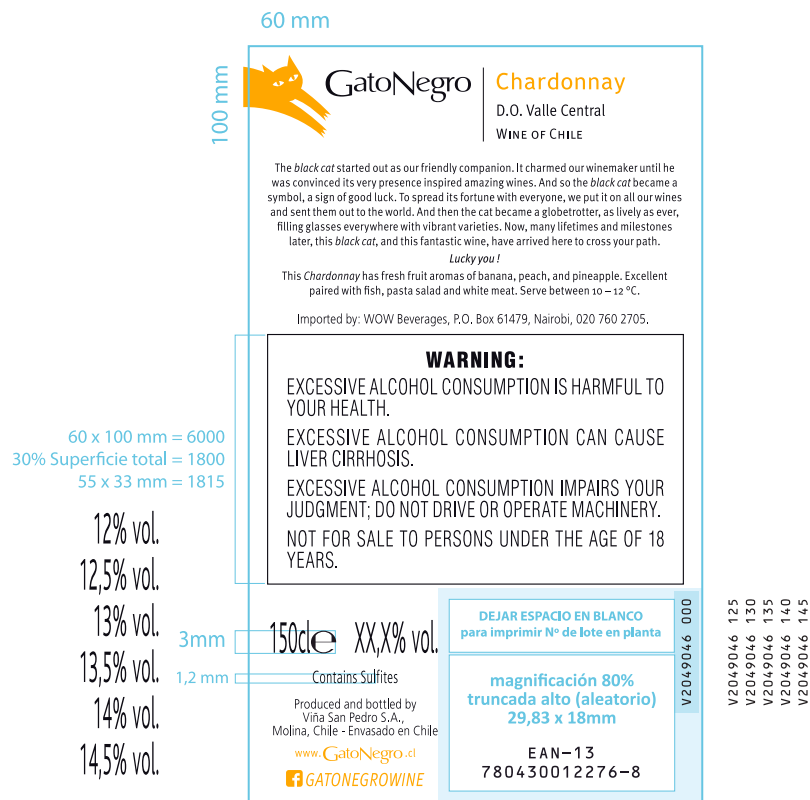 60 mm
100 mm
GatoNegro
Chardonnay
D.O. Valle Central
WINE OF CHILE
The black cat started out as our friendly companion. It charmed our winemaker until he
was convinced its very presence inspired amazing wines. And so the black cat became a
symbol, a sign of good luck. To spread its fortune with everyone, we put it on all our wines
and sent them out to the world. And then the cat became a globetrotter, as lively as ever,
filling glasses everywhere with vibrant varieties. Now, many lifetimes and milestones
later, this black cat, and this fantastic wine, have arrived here to cross your path.
Lucky you !
This Chardonnay has fresh fruit aromas of banana, peach, and pineapple. Excellent
paired with fish, pasta salad and white meat. Serve between 10 – 12 °C.
Imported by: WOW Beverages, P.O. Box 61479, Nairobi, 020 760 2705.
WARNING:
EXCESSIVE ALCOHOL CONSUMPTION IS HARMFUL TO
YOUR HEALTH.
EXCESSIVE ALCOHOL CONSUMPTION CAN CAUSE
LIVER CIRRHOSIS.
EXCESSIVE ALCOHOL CONSUMPTION IMPAIRS YOUR
JUDGMENT; DO NOT DRIVE OR OPERATE MACHINERY.
NOT FOR SALE TO PERSONS UNDER THE AGE OF 18
YEARS.
60 x 100 mm = 6000
30% Superficie total = 1800
55 x 33 mm = 1815
12% vol.
12,5% vol.
13% vol.
13,5% vol.
14% vol.
14,5% vol.
3mm
150cl e XX,X% vol.
1,2 mm
Contains Sulfites
Produced and bottled by
Viña San Pedro S.A.,
Molina, Chile - Envasado en Chile
www.GatoNegro.cl
GATONEGROWINE
DEJAR ESPACIO EN BLANCO
para imprimir Nº de lote en planta
magnificación 80%
truncada alto (aleatorio)
29,83 x 18mm
EAN-13
780430012276-8
V2049046 000
V2049046 125
V2049046 130
V2049046 135
V2049046 140
V2049046 145